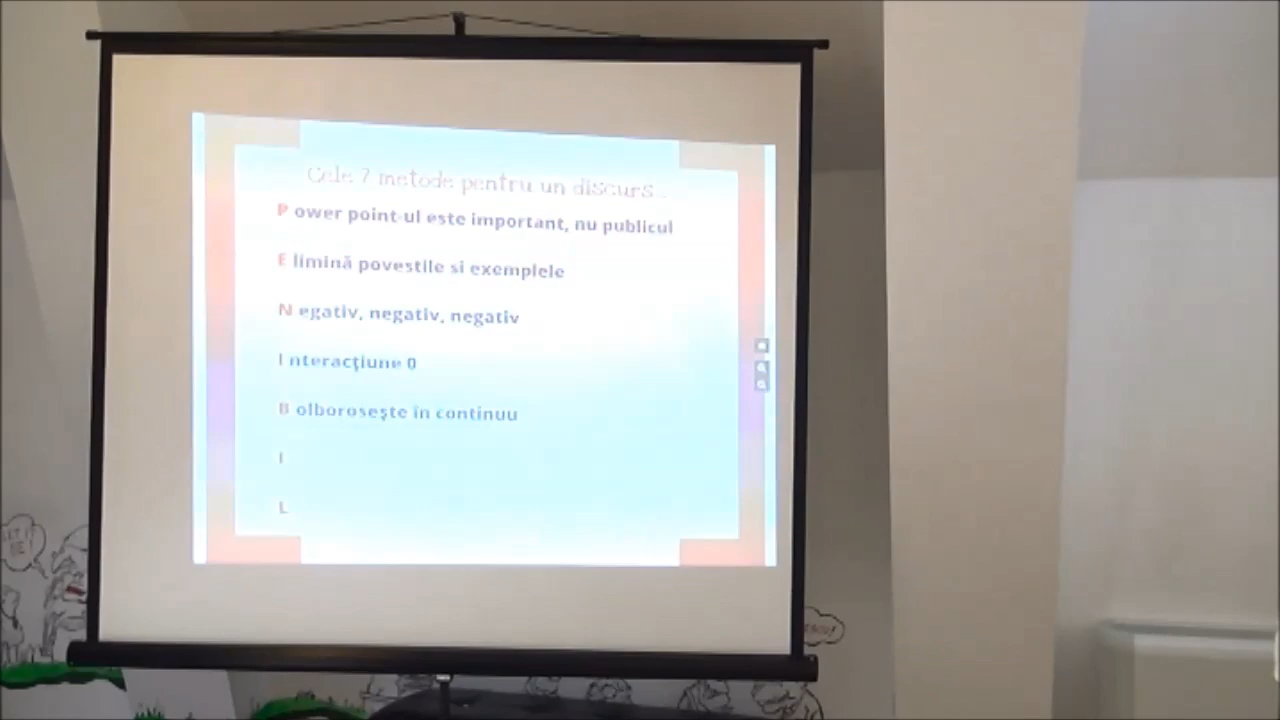 Cele 7 metode pentru un discurs...
P ower point-ul este important, nu publicul
E limină povestile si exemplele
N egativ, negativ, negativ
I nteracţiune 0
B olboroseşte în continuu
I
L